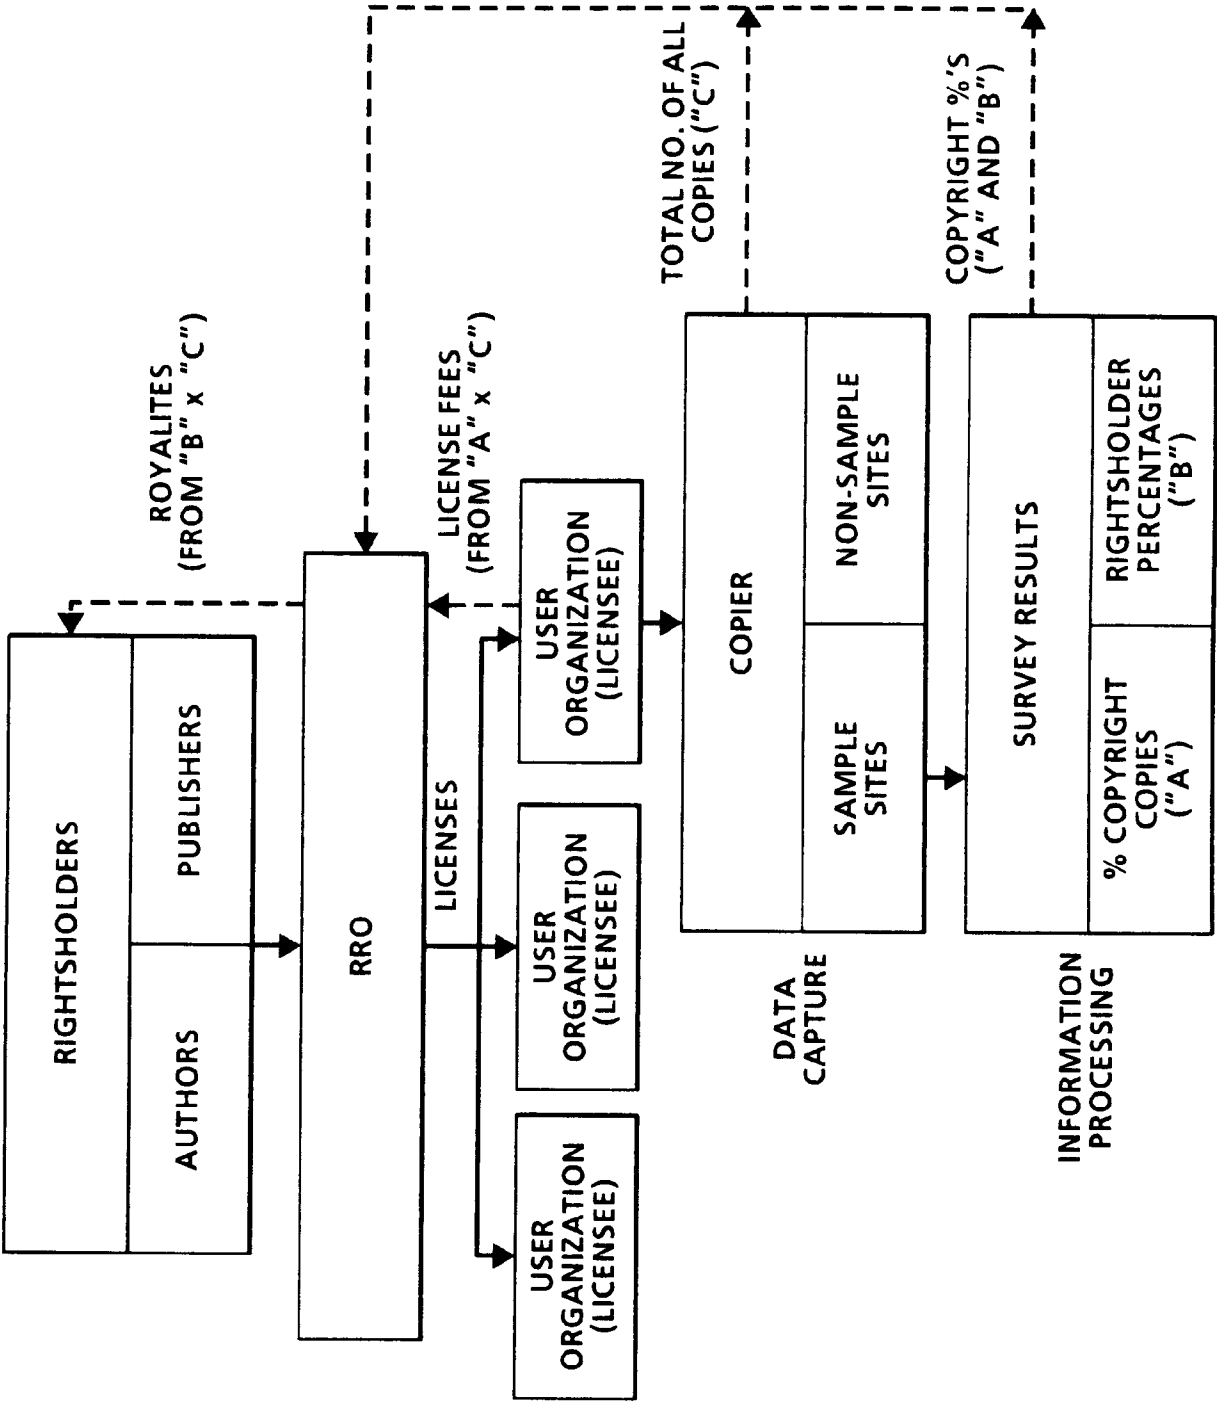 RIGHTSHOLDERS
AUTHORS
PUBLISHERS
ROYALITES
(FROM "B" x "C")
RRO
LICENSES
LICENSE FEES
(FROM "A" x "C")
USER
ORGANIZATION
(LICENSEE)
USER
ORGANIZATION
(LICENSEE)
USER
ORGANIZATION
(LICENSEE)
TOTAL NO. OF ALL
COPIES ("C")
DATA
CAPTURE
COPIER
SAMPLE
SITES
NON-SAMPLE
SITES
COPYRIGHT %'S
("A" AND "B")
INFORMATION
PROCESSING
SURVEY RESULTS
% COPYRIGHT
COPIES
("A")
RIGHTSHOLDER
PERCENTAGES
("B")